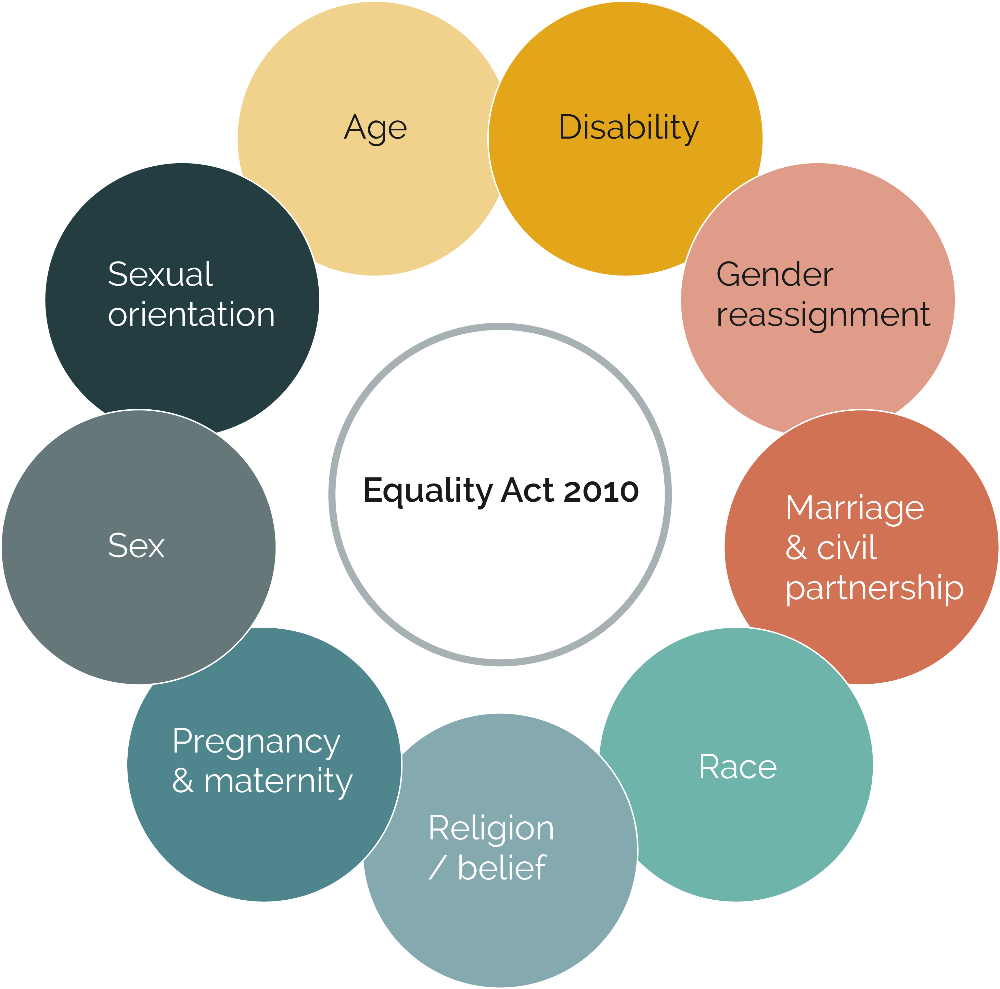 Age
Disability
Gender
reassignment
Marriage
& civil
partnership
Race
Religion
/ belief
Pregnancy
& maternity
Sex
Sexual
orientation
Equality Act 2010